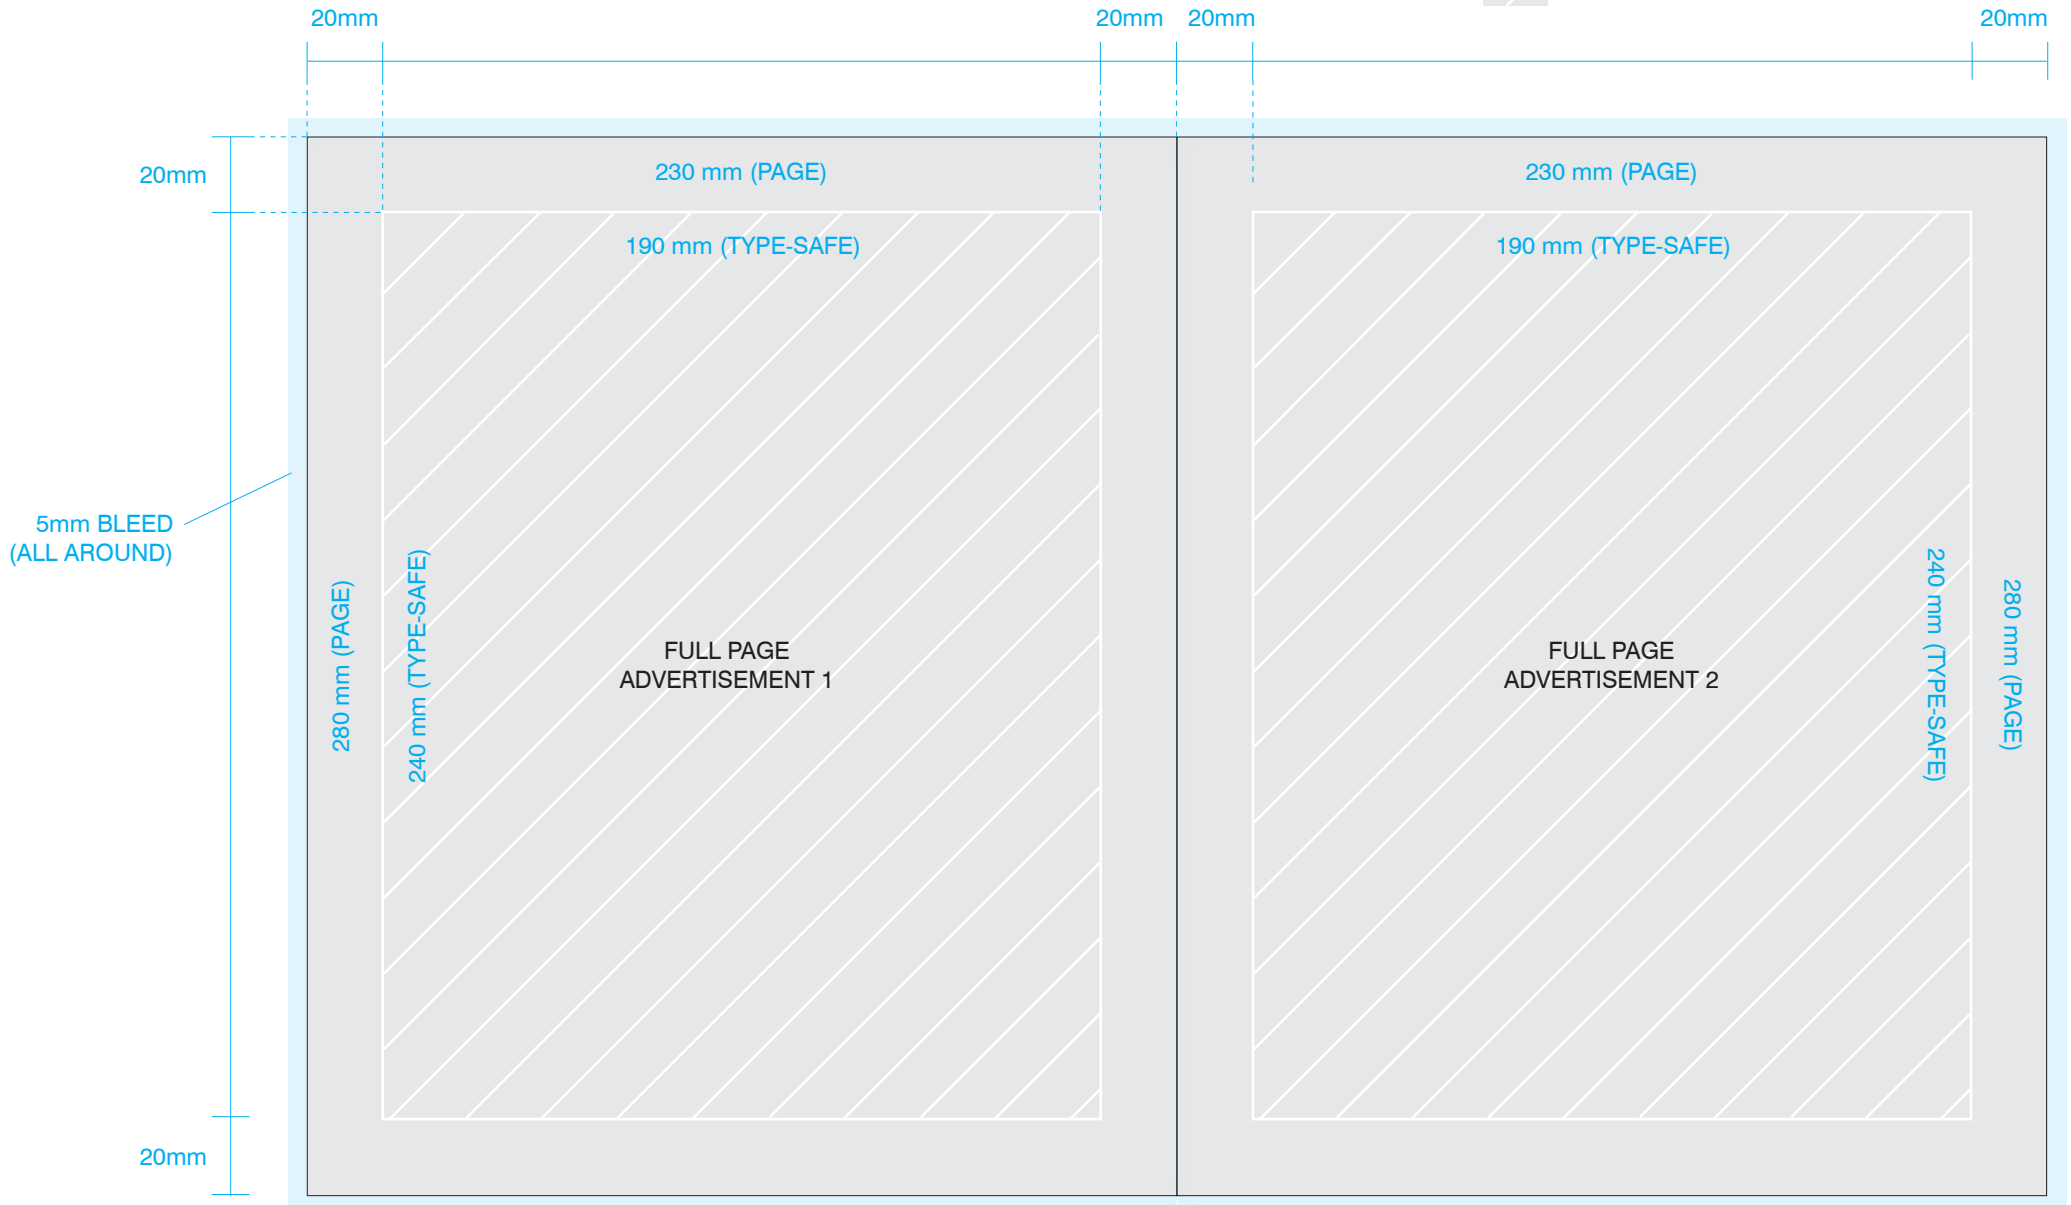 20mm
20mm
20mm
20mm
20mm
230 mm (PAGE)
230 mm (PAGE)
190 mm (TYPE-SAFE)
190 mm (TYPE-SAFE)
5mm BLEED
(ALL AROUND)
280 mm (PAGE)
240 mm (TYPE-SAFE)
FULL PAGE
ADVERTISEMENT 1
FULL PAGE
ADVERTISEMENT 2
240 mm (TYPE-SAFE)
280 mm (PAGE)
20mm